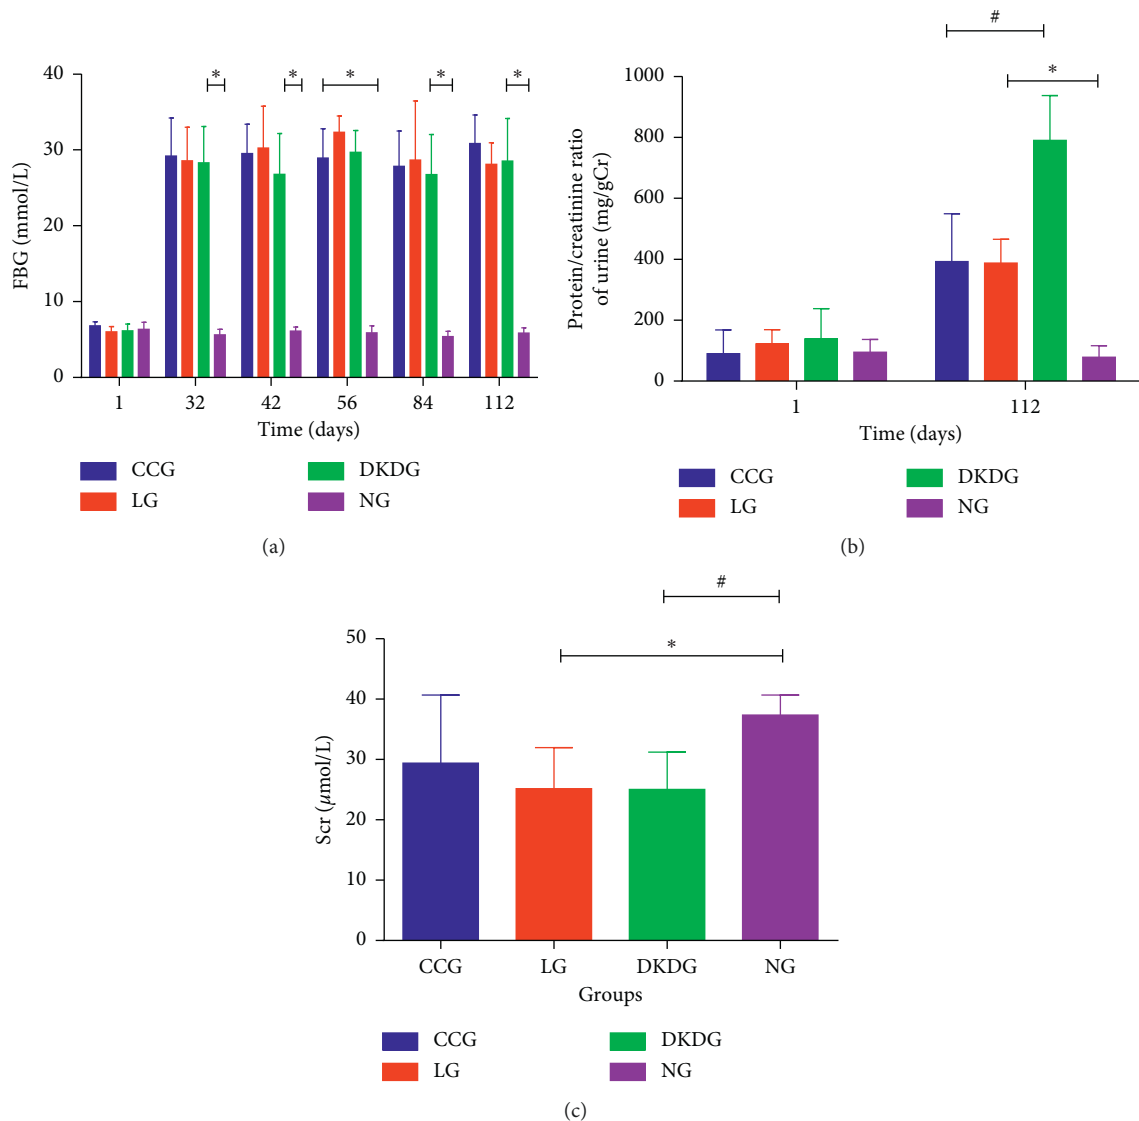 * * * * *
40
30
20
10
0
FBG (mmol/L)
1 32 42 56 84 112
Time (days)
CCG DKDG
LG NG
(a)
#
*
1000
800
600
400
200
0
Protein/creatinine ratio
of urine (mg/gCr)
1 112
Time (days)
CCG DKDG
LG NG
(b)
#
*
50
40
30
20
10
0
Scr (μmol/L)
CCG LG DKDG NG
Groups
CCG DKDG
LG NG
(c)